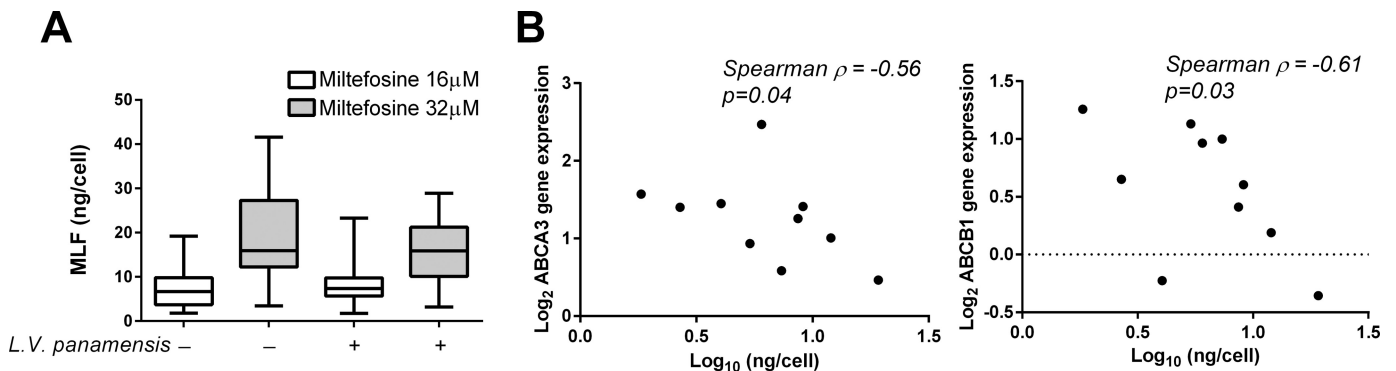 A
Miltefosine 16µM
Miltefosine 32µM
MLF (ng/cell)
50
40
30
20
10
0
L.V. panamensis – – + +
B
Spearman ρ = -0.56
p=0.04
Log2 ABCA3 gene expression
3
2
1
0
0.0 0.5 1.0 1.5
Log10 (ng/cell)
Spearman ρ = -0.61
p=0.03
Log2 ABCB1 gene expression
1.5
1.0
0.5
0.0
-0.5
0.0 0.5 1.0 1.5
Log10 (ng/cell)